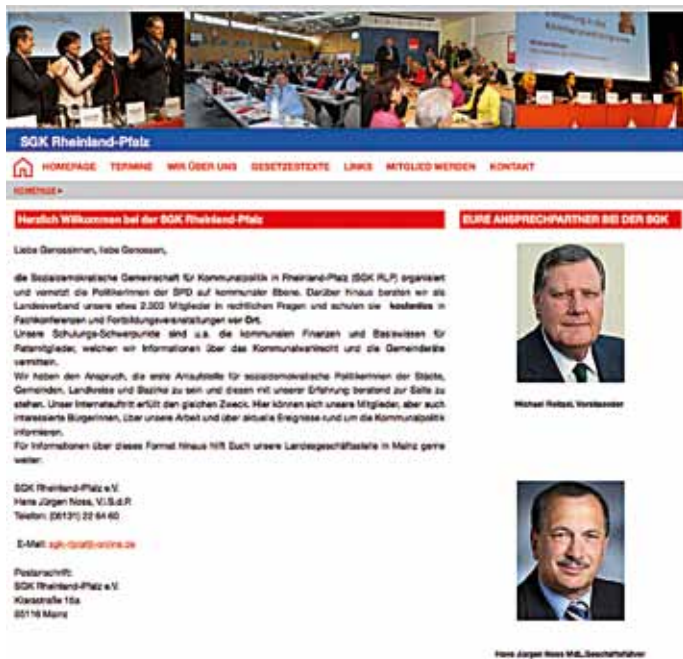 SGK Rheinland-Pfalz
HOMEPAGE TERMINE WIR ÜBER UNS GESETZESTEXTE LINKS MITGLIED WERDEN KONTAKT
HOMEPAGE
Herzlich Willkommen bei der SGK Rheinland-Pfalz
EURE ANSPRECHPARTNER BEI DER SGK
Liebe Genossinnen, liebe Genossen,
die Sozialdemokratische Gemeinschaft für Kommunalpolitik in Rheinland-Pfalz (SGK RLP) organisiert
und vernetzt die PolitikerInnen der SPD auf kommunaler Ebene. Darüber hinaus beraten wir als
Landesverband unsere etwa 2.000 Mitglieder in rechtlichen Fragen und schulen sie kostenlos in
Fachkonferenzen und Fortbildungsveranstaltungen vor Ort.
Unsere Schulungs-Schwerpunkte sind u.a. die kommunalen Finanzen und Basiswissen für
Ratsmitglieder, welchen wir Informationen über das Kommunalwahlrecht und die Gemeinderäte
vermitteln.
Wir haben den Anspruch, die erste Anlaufstelle für sozialdemokratische PolitikerInnen der Städte,
Gemeinden, Landkreise und Bezirke zu sein und diesen mit unserer Erfahrung beratend zur Seite zu
stehen. Unser Internetauftritt erfüllt den gleichen Zweck. Hier können sich unsere Mitglieder, aber auch
interessierte BürgerInnen, über unsere Arbeit und über aktuelle Ereignisse rund um die Kommunalpolitik
informieren.
Für Informationen über dieses Format hinaus hilft Euch unsere Landesgeschäftsstelle in Mainz gerne
weiter.
SGK Rheinland-Pfalz e.V.
Hans Jürgen Noss, V.i.S.d.P.
Telefon: (06131) 22 64 60
E-Mail:
Postanschrift:
SGK Rheinland-Pfalz e.V.
Klarastraße 15a
55116 Mainz
Michael Reitzel, Vorsitzender
Hans Jürgen Noss MdL, Geschäftsführer